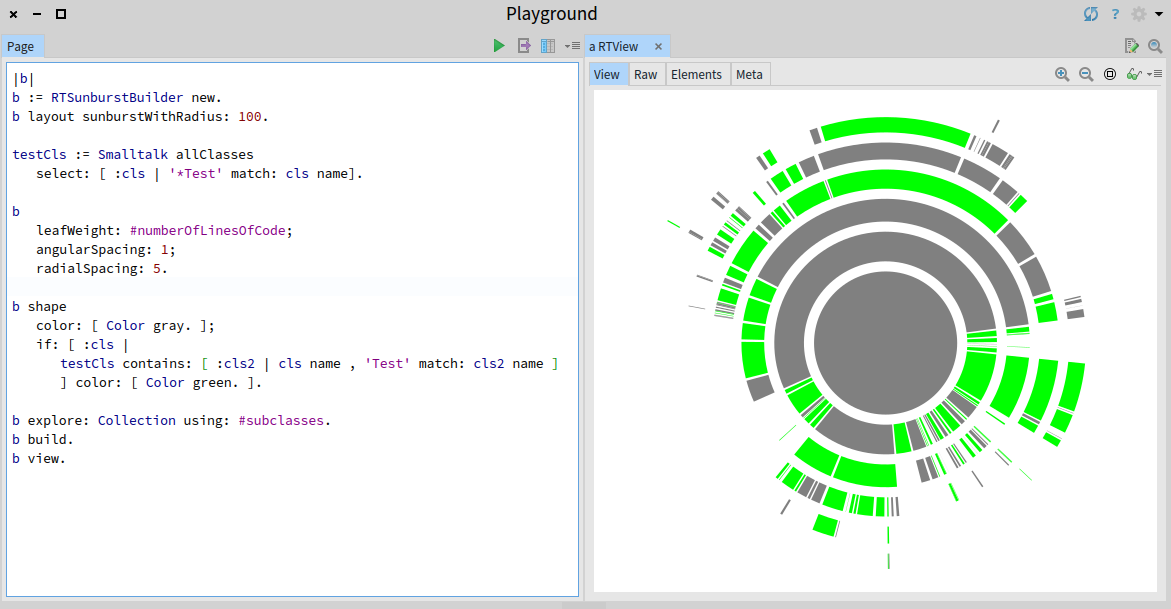 Playground
?
Page
a RTView
|b|
b := RTSunburstBuilder new.
b layout sunburstWithRadius: 100.
testCls := Smalltalk allClasses
select: [ :cls | '*Test' match: cls name].
b
leafWeight: #numberOfLinesOfCode;
angularSpacing: 1;
radialSpacing: 5.
b shape
color: [ Color gray. ];
if: [ :cls |
testCls contains: [ :cls2 | cls name , 'Test' match: cls2 name ]
] color: [ Color green. ].
b explore: Collection using: #subclasses.
b build.
b view.
View Raw Elements Meta